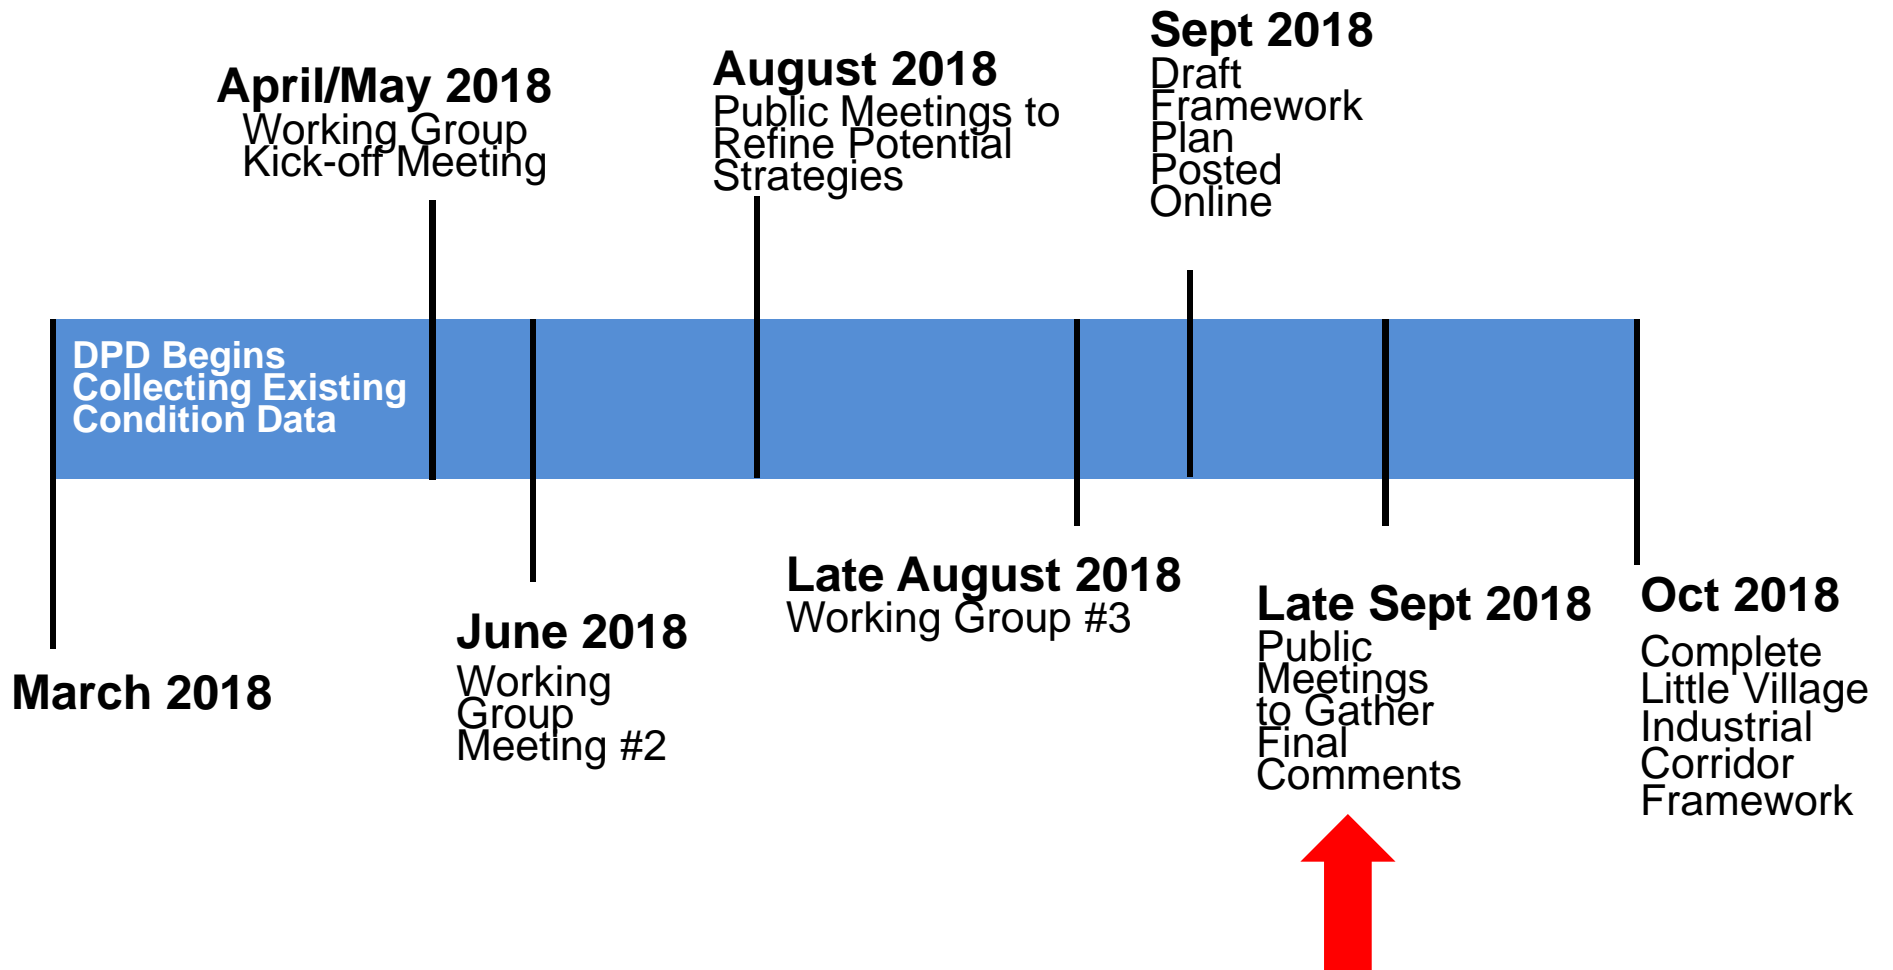 April/May 2018
Working Group
Kick-off Meeting
August 2018
Public Meetings to
Refine Potential
Strategies
Sept 2018
Draft
Framework
Plan
Posted
Online
DPD Begins
Collecting Existing
Condition Data
March 2018
June 2018
Working
Group
Meeting #2
Late August 2018
Working Group #3
Late Sept 2018
Public
Meetings
to Gather
Final
Comments
Oct 2018
Complete
Little Village
Industrial
Corridor
Framework